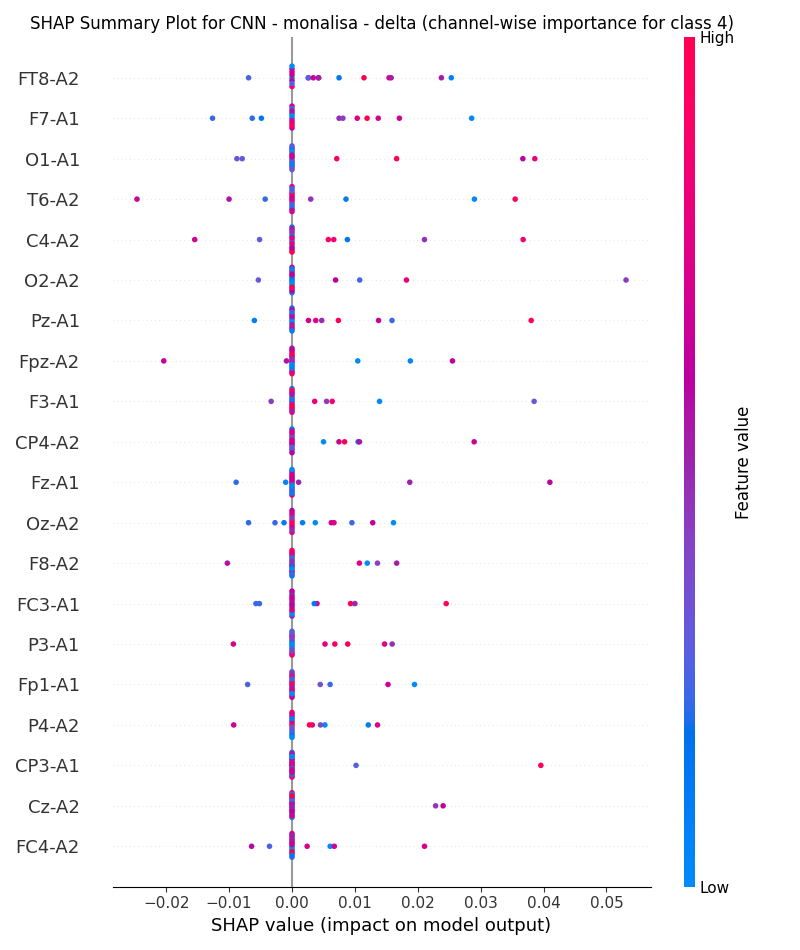 SHAP Summary Plot for CNN - monalisa - delta (channel-wise importance for class 4)
High
FT8-A2
F7-A1
O1-A1
T6-A2
C4-A2
O2-A2
Pz-A1
Fpz-A2
F3-A1
CP4-A2
Fz-A1
Oz-A2
F8-A2
FC3-A1
P3-A1
Fp1-A1
P4-A2
CP3-A1
Cz-A2
FC4-A2
Feature value
Low
−0.02 −0.01 0.00 0.01 0.02 0.03 0.04 0.05
SHAP value (impact on model output)